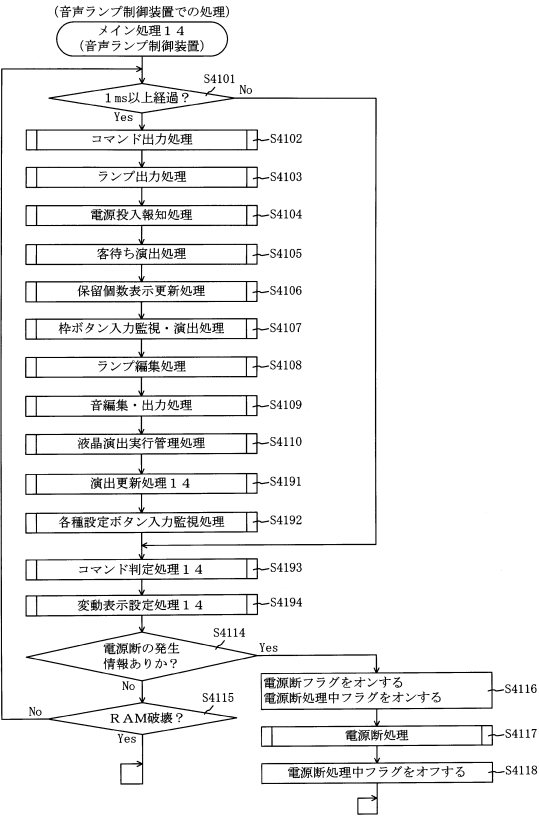 (音声ランプ制御装置での処理)
メイン処理14
(音声ランプ制御装置)
S4101
1ms以上経過?
No
Yes
コマンド出力処理
S4102
ランプ出力処理
S4103
電源投入報知処理
S4104
客待ち演出処理
S4105
保留個数表示更新処理
S4106
枠ボタン入力監視・演出処理
S4107
ランプ編集処理
S4108
音編集・出力処理
S4109
液晶演出実行管理処理
S4110
演出更新処理14
S4191
各種設定ボタン入力監視処理
S4192
コマンド判定処理14
S4193
変動表示設定処理14
S4194
電源断の発生
情報ありか?
S4114
Yes
No
電源断フラグをオンする
電源断処理中フラグをオンする
S4116
RAM破壊?
S4115
No
Yes
電源断処理
S4117
電源断処理中フラグをオフする
S4118